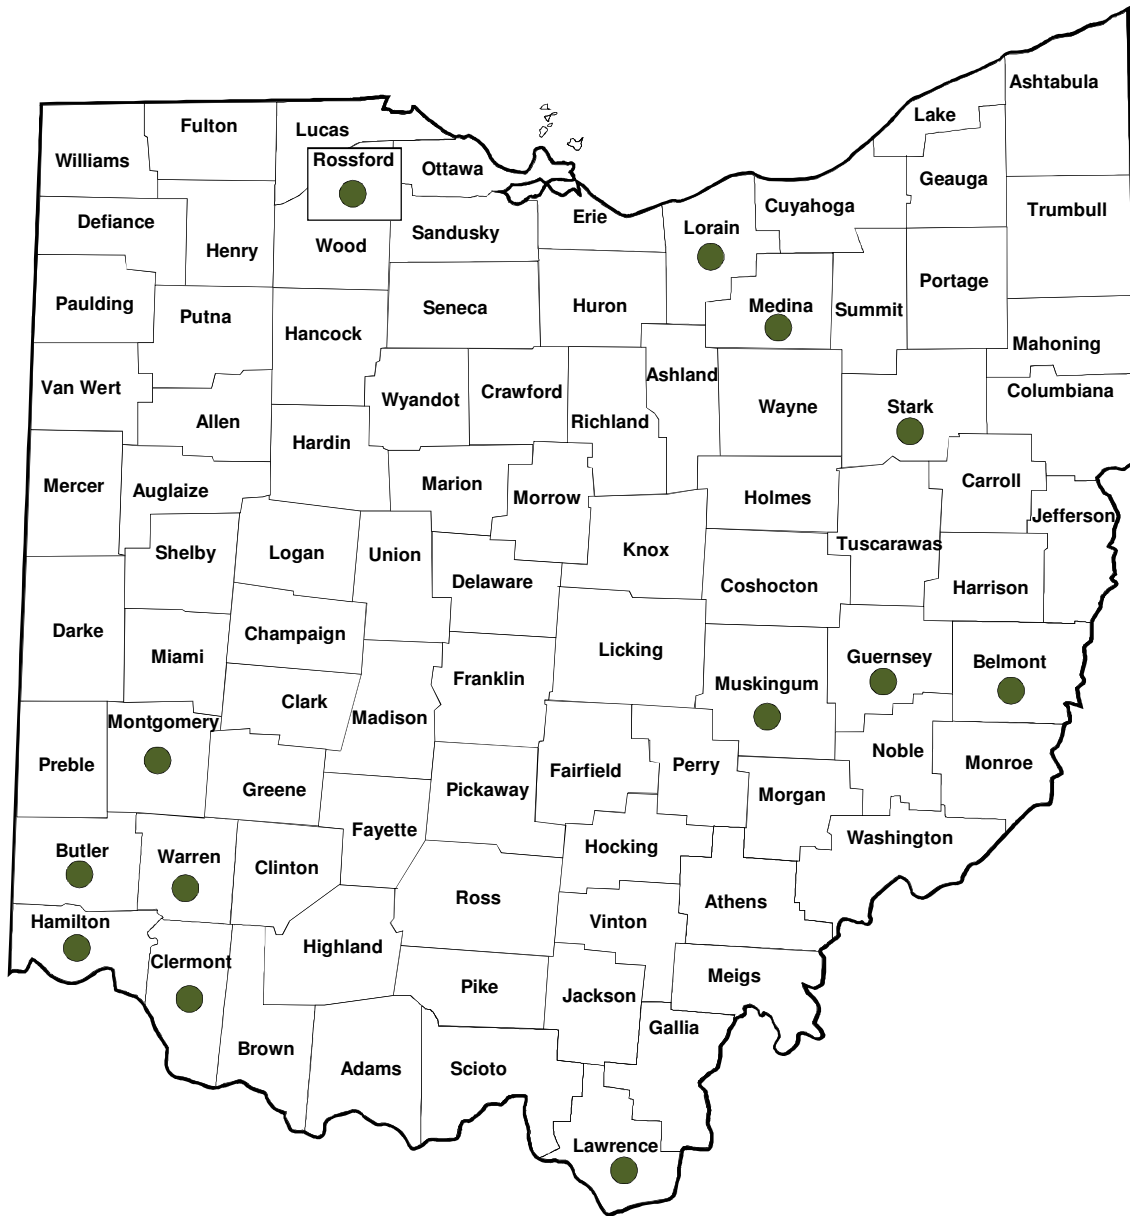 Ashtabula
Lake
Fulton
Lucas
Williams
Rossford
Ottawa
Geauga
Cuyahoga
Trumbull
Defiance
Erie
Lorain
Sandusky
Henry
Wood
Portage
Paulding
Putna
Seneca
Huron
Medina
Summit
Hancock
Mahoning
Van Wert
Ashland
Wyandot
Crawford
Columbiana
Wayne
Stark
Allen
Richland
Hardin
Mercer
Auglaize
Marion
Morrow
Holmes
Carroll
Jefferson
Shelby
Logan
Union
Knox
Tuscarawas
Delaware
Coshocton
Harrison
Darke
Champaign
Miami
Licking
Guernsey
Belmont
Franklin
Muskingum
Clark
Montgomery
Madison
Noble
Preble
Fairfield
Perry
Monroe
Greene
Pickaway
Morgan
Fayette
Washington
Butler
Warren
Clinton
Hocking
Ross
Athens
Hamilton
Vinton
Highland
Clermont
Meigs
Pike
Jackson
Gallia
Brown
Adams
Scioto
Lawrence